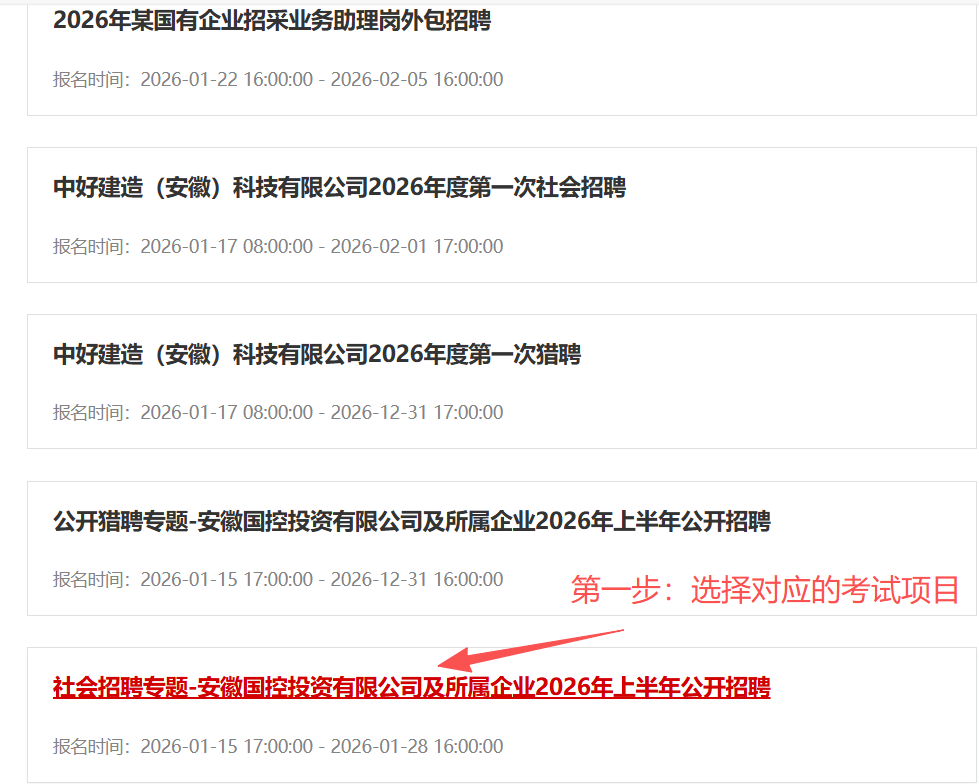 2026年某国有企业招采业务助理岗外包招聘
报名时间：2026-01-22 16:00:00 - 2026-02-05 16:00:00
中好建造（安徽）科技有限公司2026年度第一次社会招聘
报名时间：2026-01-17 08:00:00 - 2026-02-01 17:00:00
中好建造（安徽）科技有限公司2026年度第一次猎聘
报名时间：2026-01-17 08:00:00 - 2026-12-31 17:00:00
公开猎聘专题-安徽国控投资有限公司及所属企业2026年上半年公开招聘
报名时间：2026-01-15 17:00:00 - 2026-12-31 16:00:00
第一步：选择对应的考试项目
社会招聘专题-安徽国控投资有限公司及所属企业2026年上半年公开招聘
报名时间：2026-01-15 17:00:00 - 2026-01-28 16:00:00